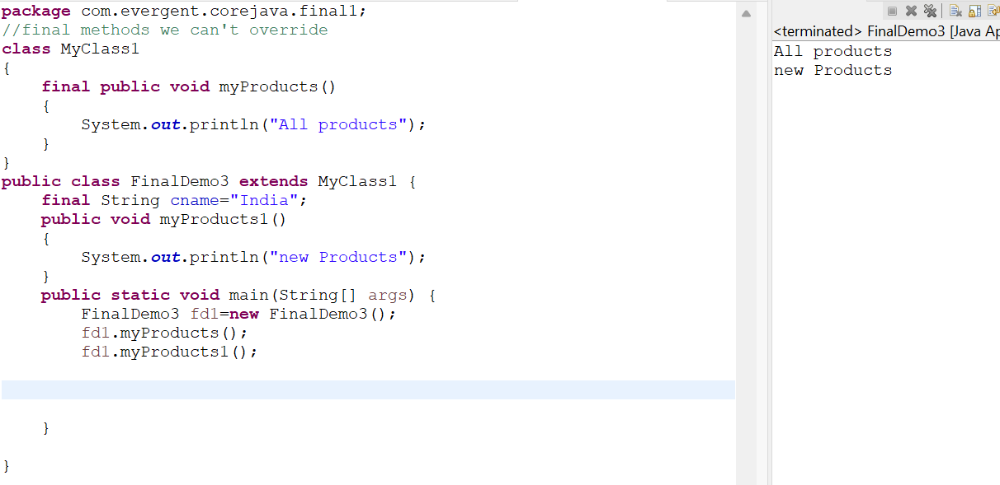 package com.evergent.corejava.final1;
//final methods we can't override
class MyClass1
{
    final public void myProducts()
    {
        System.out.println("All products");
    }
}
public class FinalDemo3 extends MyClass1 {
    final String cname="India";
    public void myProducts1()
    {
        System.out.println("new Products");
    }
    public static void main(String[] args) {
        FinalDemo3 fd1=new FinalDemo3();
        fd1.myProducts();
        fd1.myProducts1();
    }
}
<terminated> FinalDemo3 [Java Ap
All products
new Products